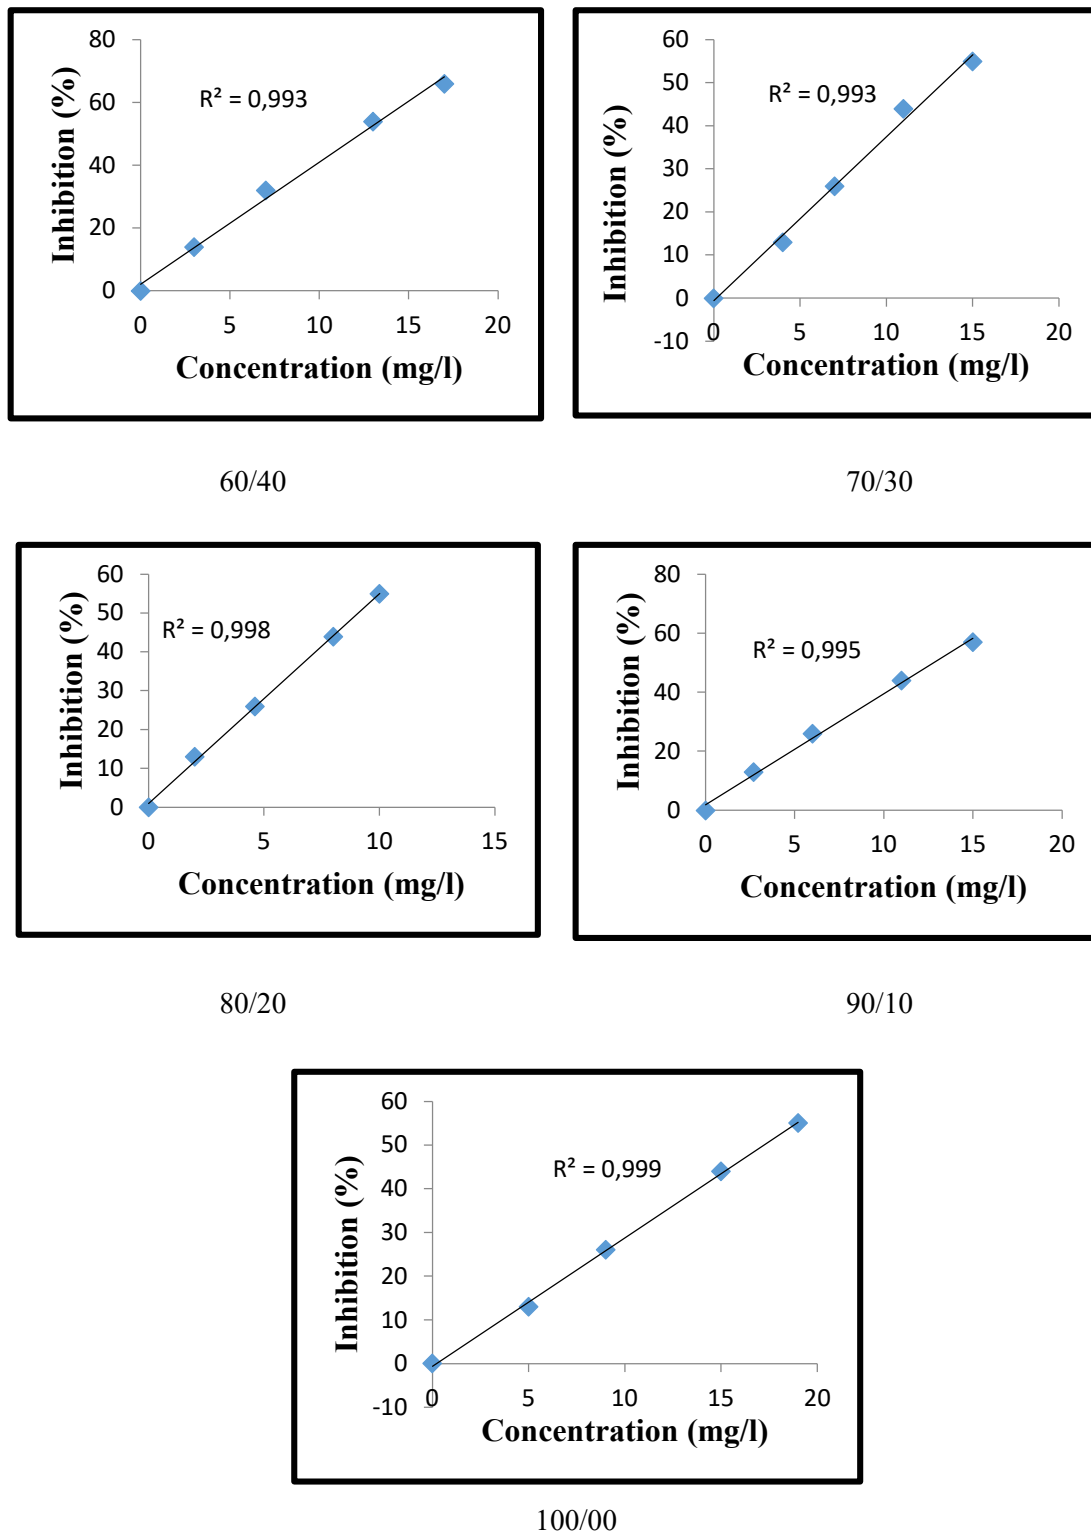 80
60
40
20
0
R² = 0,993
0 5 10 15 20
Inhibition (%)
Concentration (mg/l)
60/40
60
50
40
30
20
10
0
-10
R² = 0,993
0 5 10 15 20
Inhibition (%)
Concentration (mg/l)
70/30
60
50
40
30
20
10
0
R² = 0,998
0 5 10 15
Inhibition (%)
Concentration (mg/l)
80/20
80
60
40
20
0
R² = 0,995
0 5 10 15 20
Inhibition (%)
Concentration (mg/l)
90/10
60
50
40
30
20
10
0
-10
R² = 0,999
0 5 10 15 20
Inhibition (%)
Concentration (mg/l)
100/00